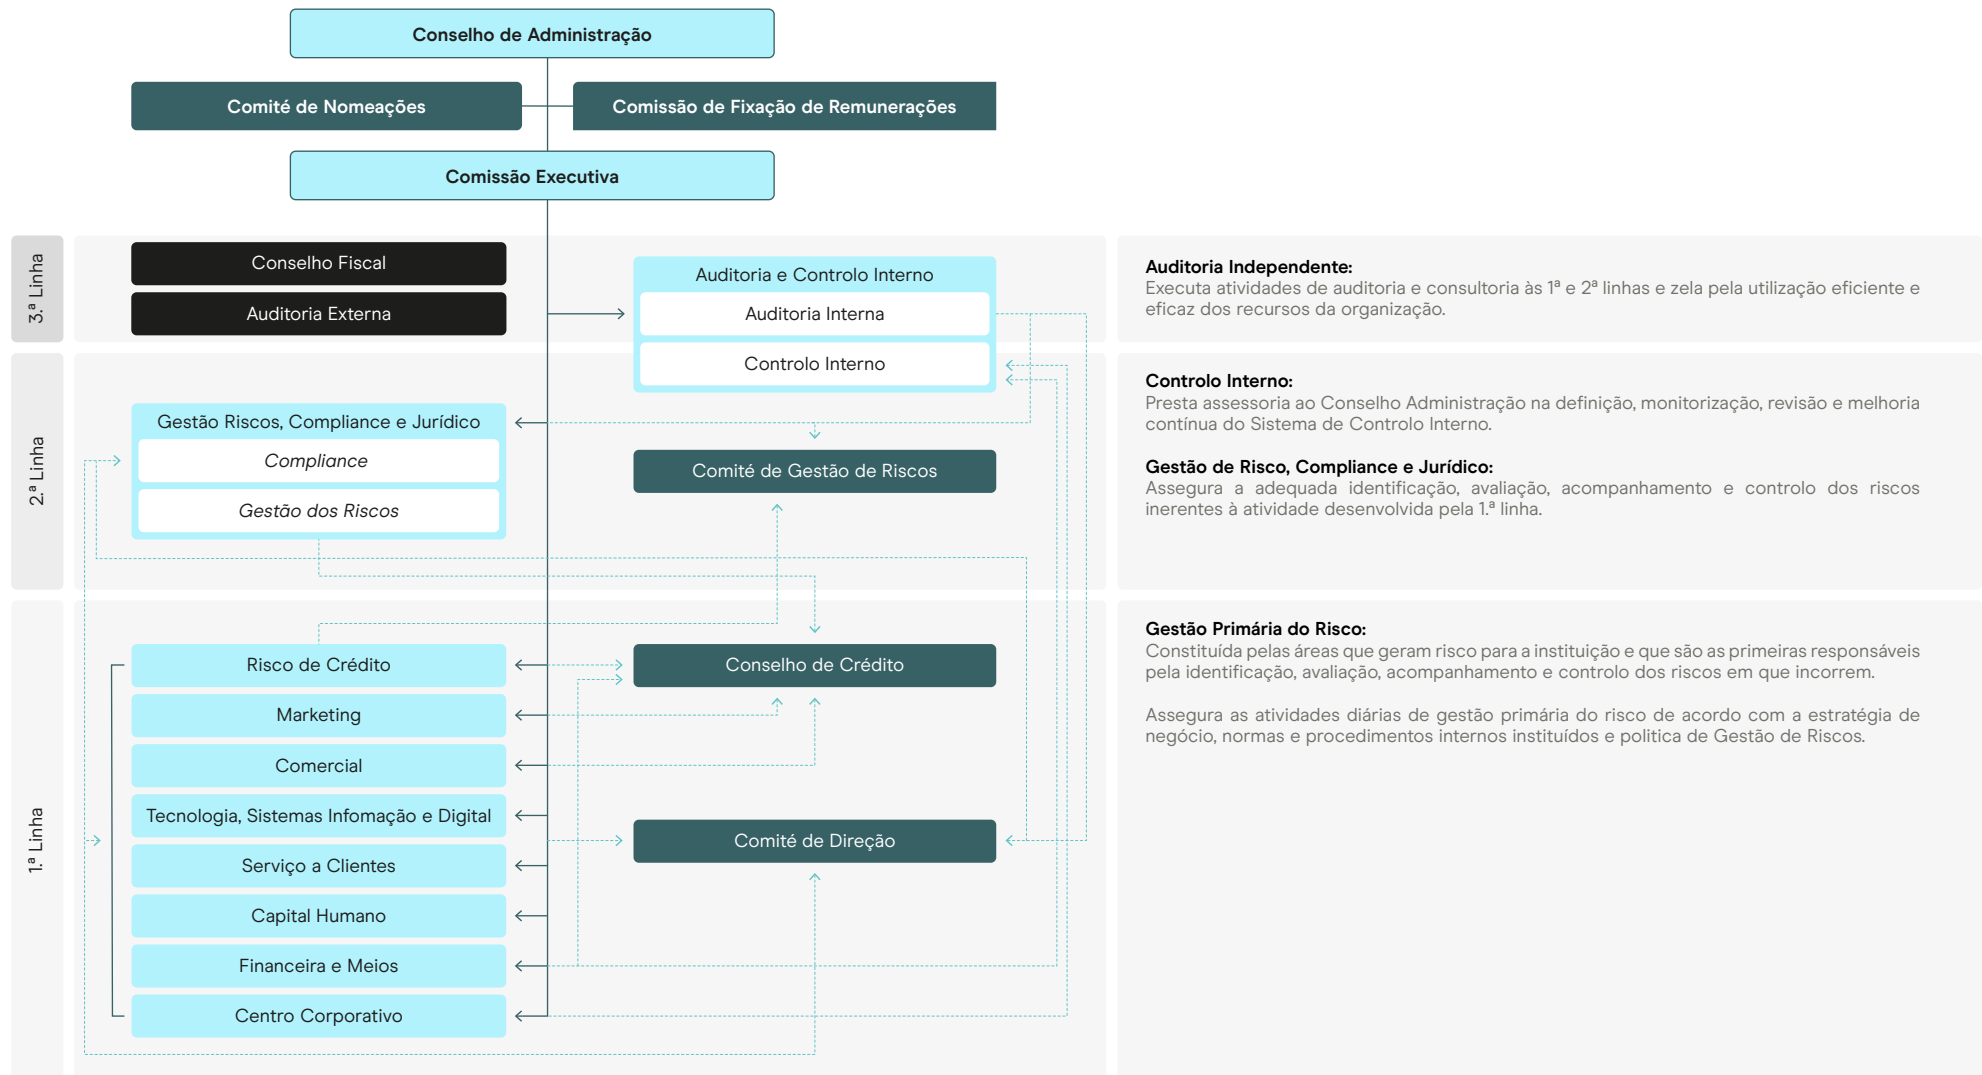 Conselho de Administração
Comité de Nomeações
Comissão de Fixação de Remunerações
Comissão Executiva
3.ª Linha
Conselho Fiscal
Auditoria Externa
Auditoria e Controlo Interno
Auditoria Interna
Controlo Interno
Auditoria Independente:
Executa atividades de auditoria e consultoria às 1ª e 2ª linhas e zela pela utilização eficiente e
eficaz dos recursos da organização.
2.ª Linha
Gestão Riscos, Compliance e Jurídico
Compliance
Gestão dos Riscos
Comité de Gestão de Riscos
Controlo Interno:
Presta assessoria ao Conselho Administração na definição, monitorização, revisão e melhoria
contínua do Sistema de Controlo Interno.
Gestão de Risco, Compliance e Jurídico:
Assegura a adequada identificação, avaliação, acompanhamento e controlo dos riscos
inerentes à atividade desenvolvida pela 1.ª linha.
1.ª Linha
Risco de Crédito
Marketing
Comercial
Tecnologia, Sistemas Infomação e Digital
Serviço a Clientes
Capital Humano
Financeira e Meios
Centro Corporativo
Conselho de Crédito
Comité de Direção
Gestão Primária do Risco:
Constituída pelas áreas que geram risco para a instituição e que são as primeiras responsáveis
pela identificação, avaliação, acompanhamento e controlo dos riscos em que incorrem.
Assegura as atividades diárias de gestão primária do risco de acordo com a estratégia de
negócio, normas e procedimentos internos instituídos e politica de Gestão de Riscos.